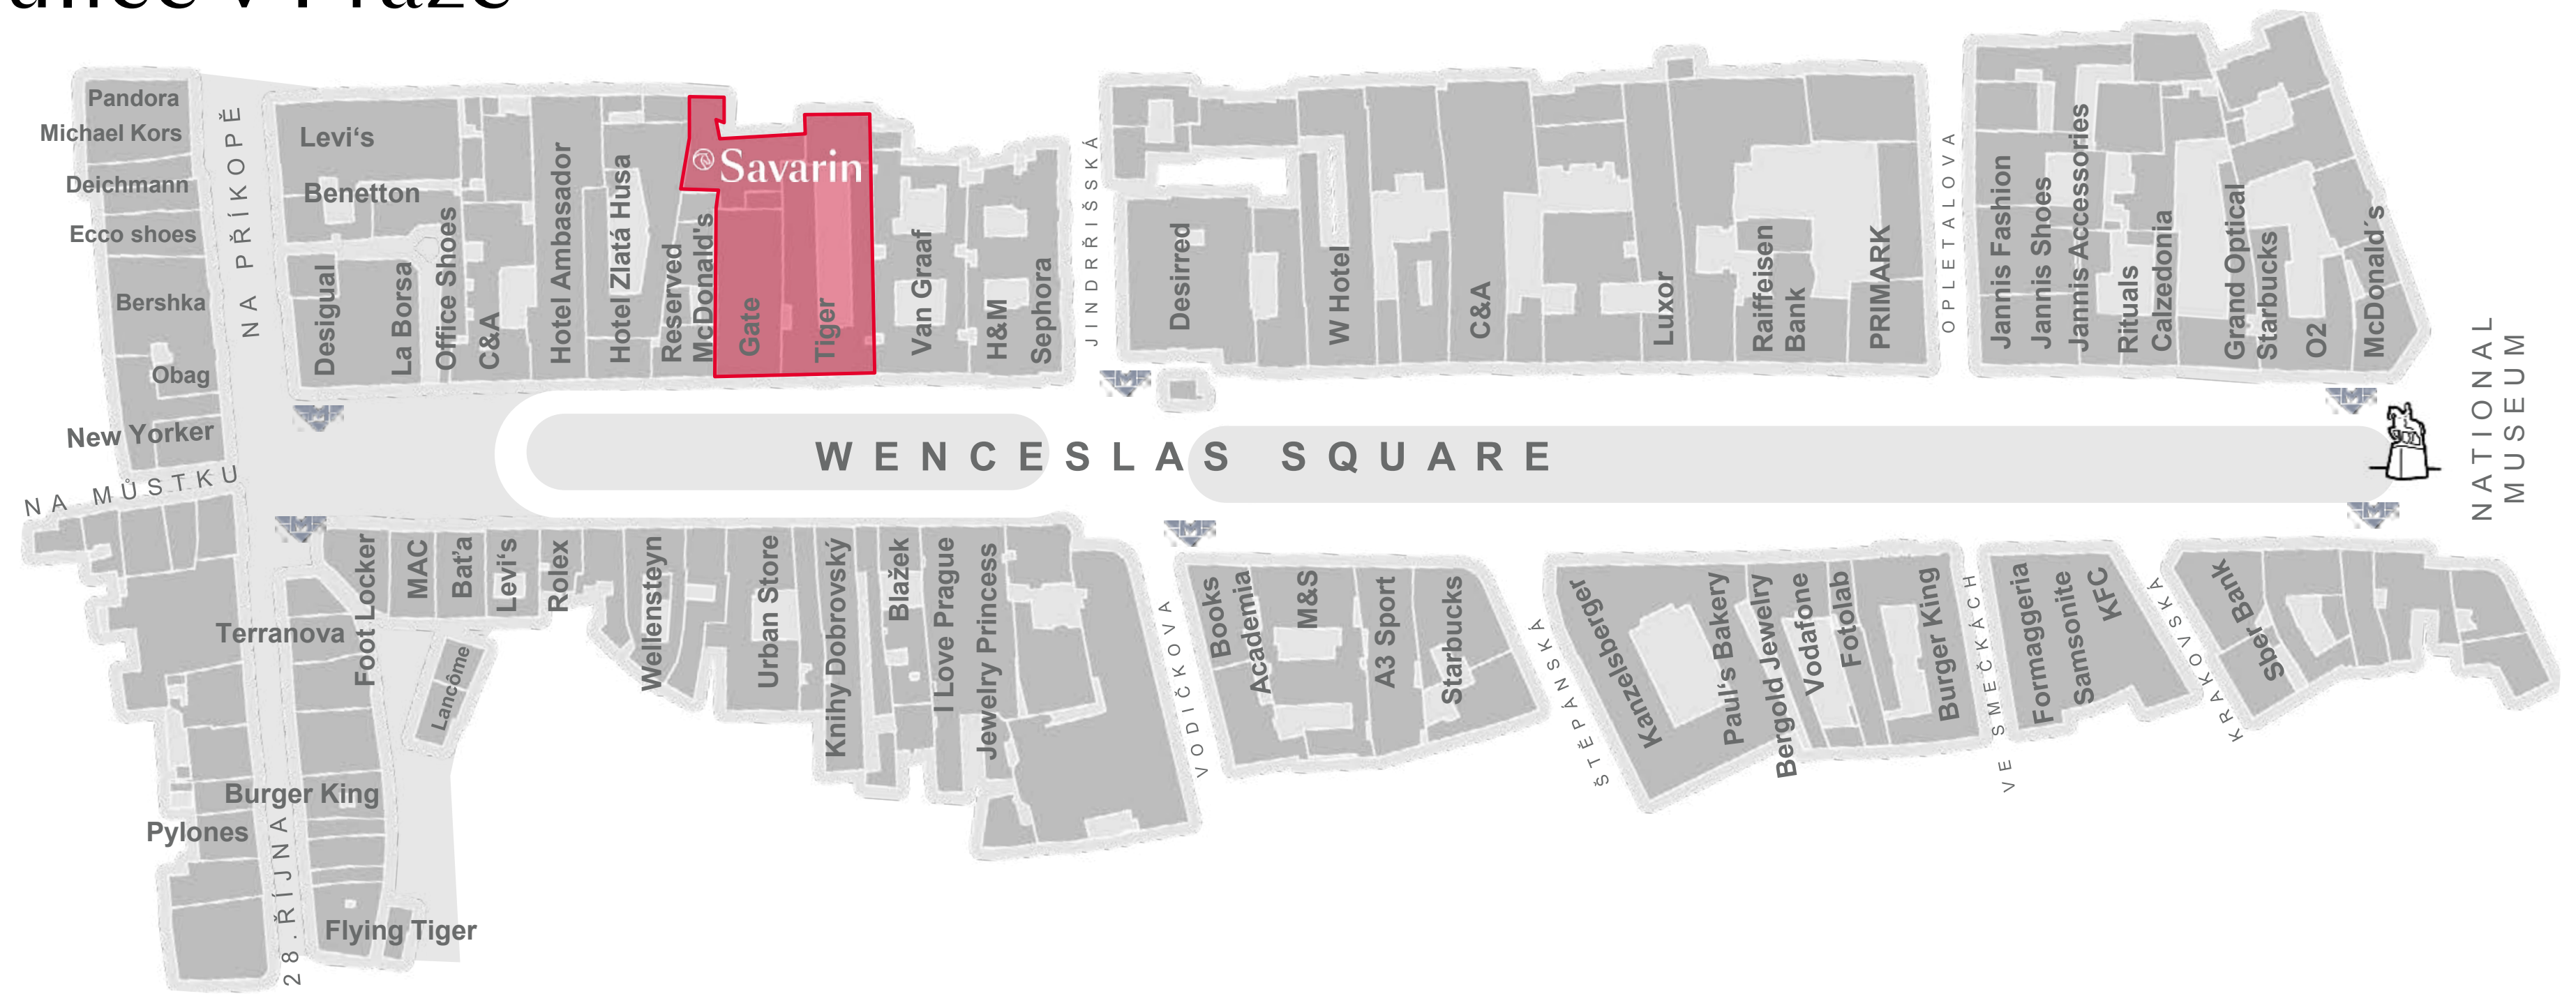 Pandora
Michael Kors
Deichmann
Ecco shoes
Bershka
Obag
New Yorker
NA PŘÍKOPĚ
NA MŮSTKU
Levi's
Benetton
Desigual
La Borsa
Office Shoes
C&A
Hotel Ambasador
Hotel Zlatá Husa
Reserved
McDonald's
Savarin
Gate
Tiger
Van Graaf
H&M
Sephora
JINDŘIŠSKÁ
Desirred
W Hotel
C&A
Luxor
Raiffeisen
Bank
PRIMARK
OPLETALOVA
Jannis Fashion
Jannis Shoes
Jannis Accessories
Rituals
Calzedonia
Grand Optical
Starbucks
O2
McDonald´s
NATIONAL
MUSEUM
WENCESLAS SQUARE
Foot Locker
MAC
Baťa
Levi's
Rolex
Wellensteyn
Urban Store
Knihy Dobrovský
Blažek
I Love Prague
Jewelry Princess
VODIČKOVA
Books
Academia
M&S
A3 Sport
Starbucks
ŠTĚPÁNSKÁ
Kanzelsberger
Paul's Bakery
Bergold Jewelry
Vodafone
Fotolab
Burger King
VE SMEČKÁCH
Formaggeria
Samsonite
KFC
KRAKOVSKÁ
Sber Bank
Terranova
Lancôme
Burger King
Pylones
28. ŘÍJNA
Flying Tiger